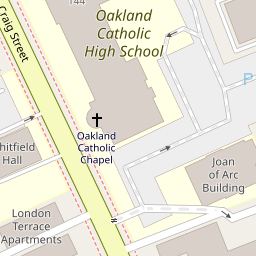 144
Oakland
Catholic
High School
Craig Street
P
Oakland
Catholic
Chapel
hitfield
Hall
Joan
of Arc
Building
London
Terrace
Apartments